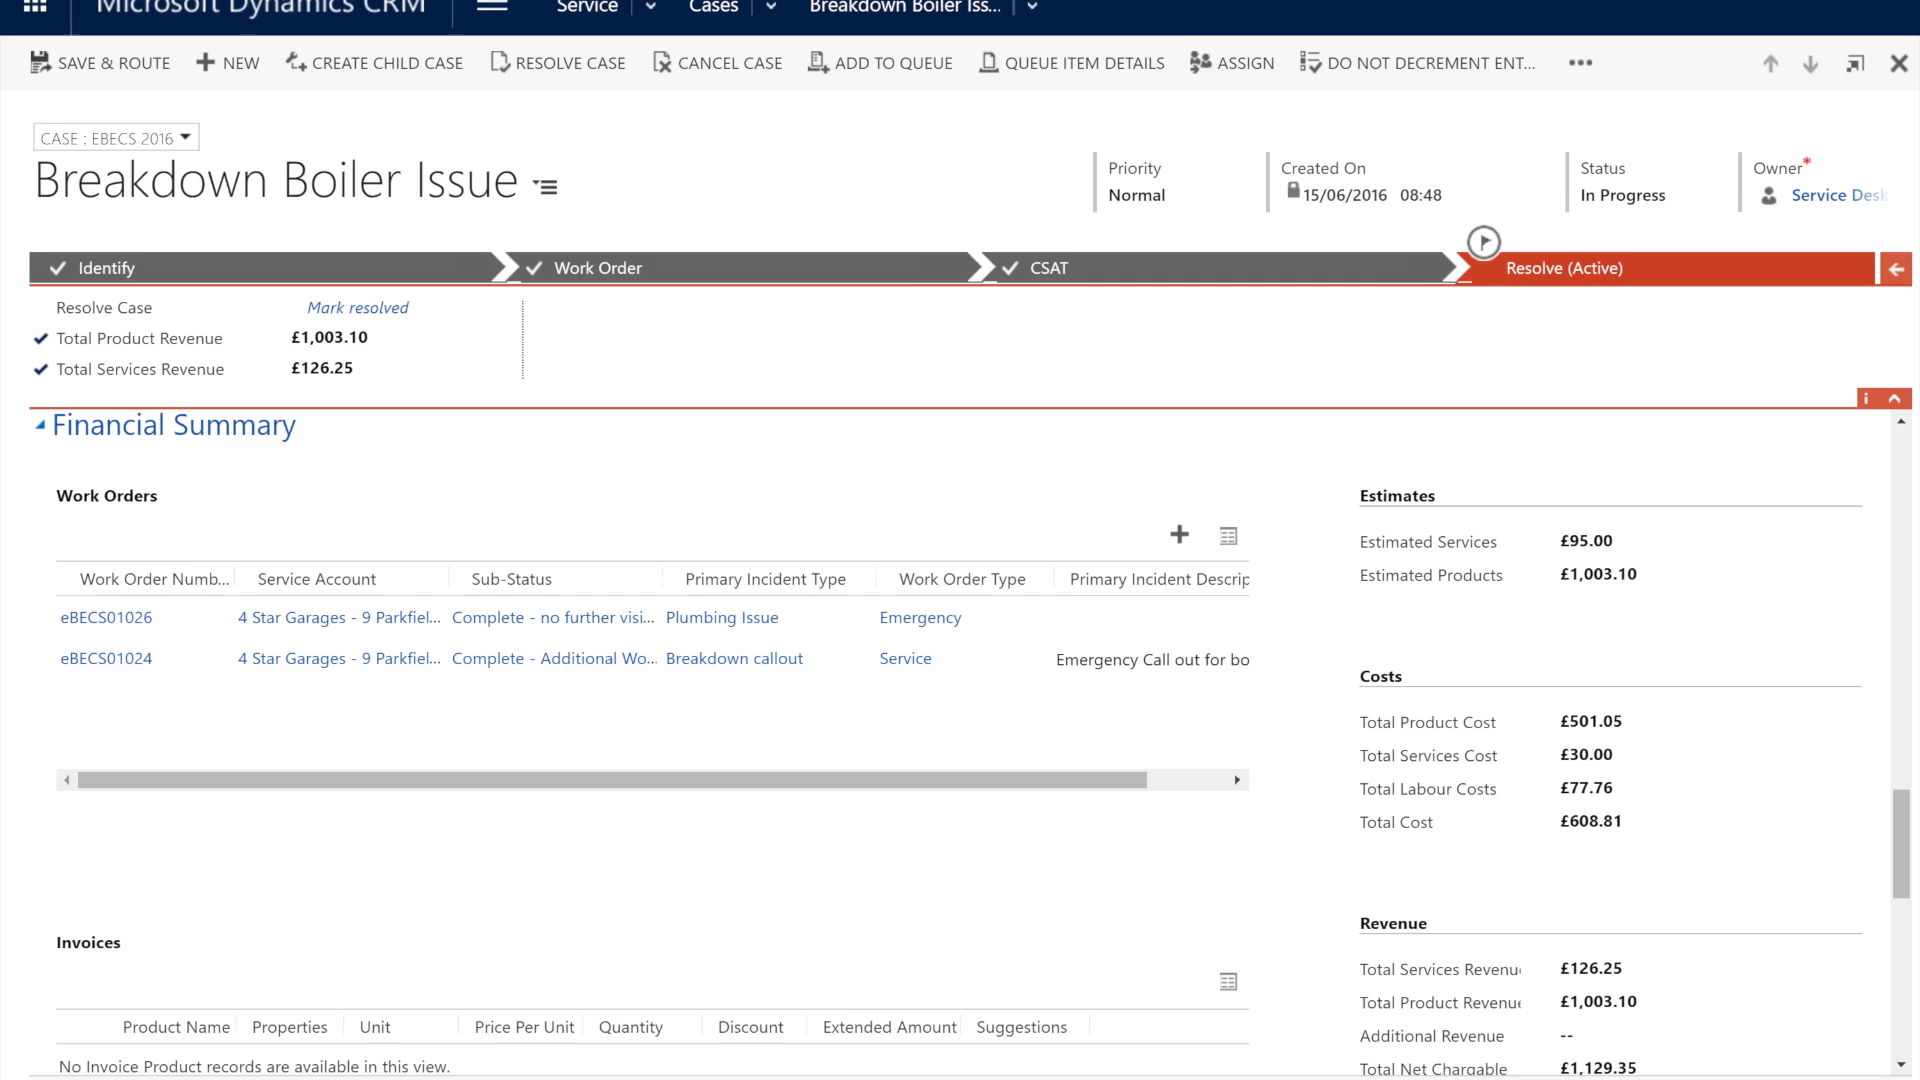 Microsoft Dynamics CRM Service Cases Breakdown Boiler Iss...
SAVE & ROUTE NEW CREATE CHILD CASE RESOLVE CASE CANCEL CASE ADD TO QUEUE QUEUE ITEM DETAILS ASSIGN DO NOT DECREMENT ENT...
CASE : EBECS 2016
Breakdown Boiler Issue
Priority
Normal
Created On
15/06/2016 08:48
Status
In Progress
Owner*
Service Desk
Identify Work Order CSAT Resolve (Active)
Resolve Case Mark resolved
Total Product Revenue £1,003.10
Total Services Revenue £126.25
Financial Summary
Work Orders
Work Order Numb... Service Account Sub-Status Primary Incident Type Work Order Type Primary Incident Descrip
eBECS01026 4 Star Garages - 9 Parkfiel... Complete - no further visi... Plumbing Issue Emergency
eBECS01024 4 Star Garages - 9 Parkfiel... Complete - Additional Wo... Breakdown callout Service Emergency Call out for bo
Estimates
Estimated Services £95.00
Estimated Products £1,003.10
Costs
Total Product Cost £501.05
Total Services Cost £30.00
Total Labour Costs £77.76
Total Cost £608.81
Invoices
Product Name Properties Unit Price Per Unit Quantity Discount Extended Amount Suggestions
No Invoice Product records are available in this view.
Revenue
Total Services Revenu £126.25
Total Product Revenue £1,003.10
Additional Revenue --
Total Net Chargable £1,129.35